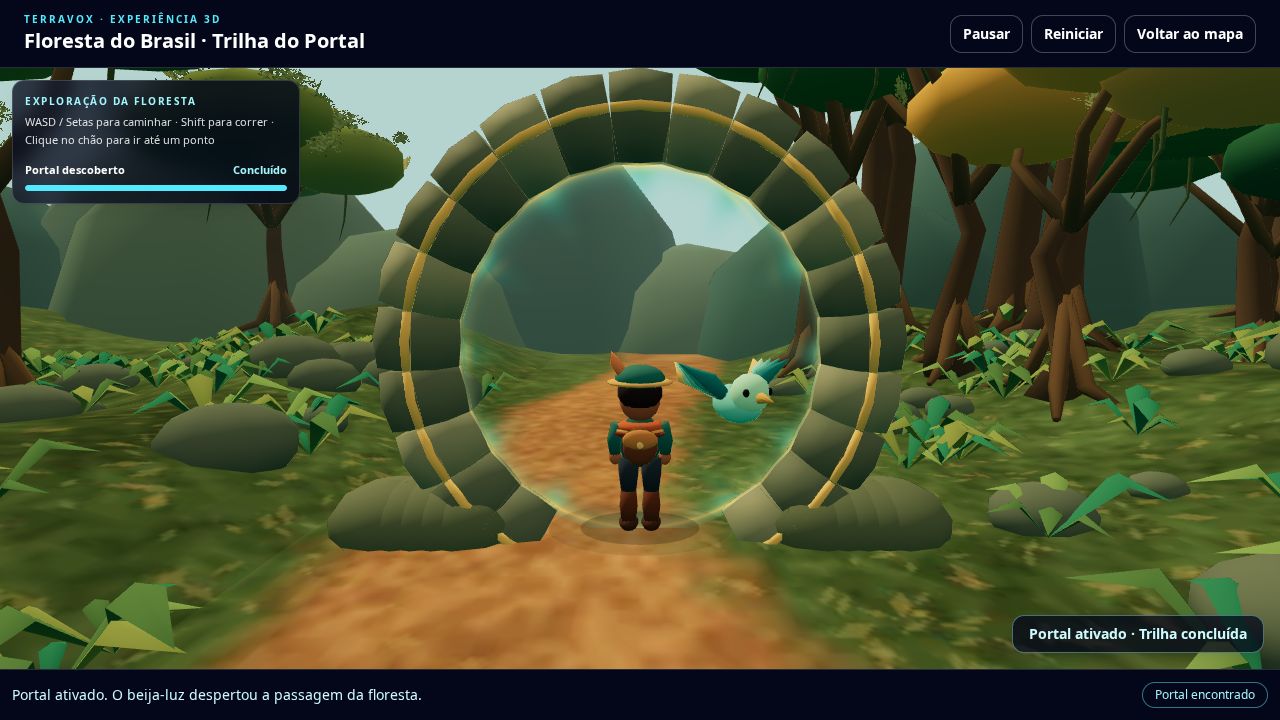 TERRAVOX · EXPERIÊNCIA 3D
Floresta do Brasil · Trilha do Portal
Pausar
Reiniciar
Voltar ao mapa
EXPLORAÇÃO DA FLORESTA
WASD / Setas para caminhar · Shift para correr ·
Clique no chão para ir até um ponto
Portal descoberto
Concluído
Portal ativado · Trilha concluída
Portal ativado. O beija-luz despertou a passagem da floresta.
Portal encontrado